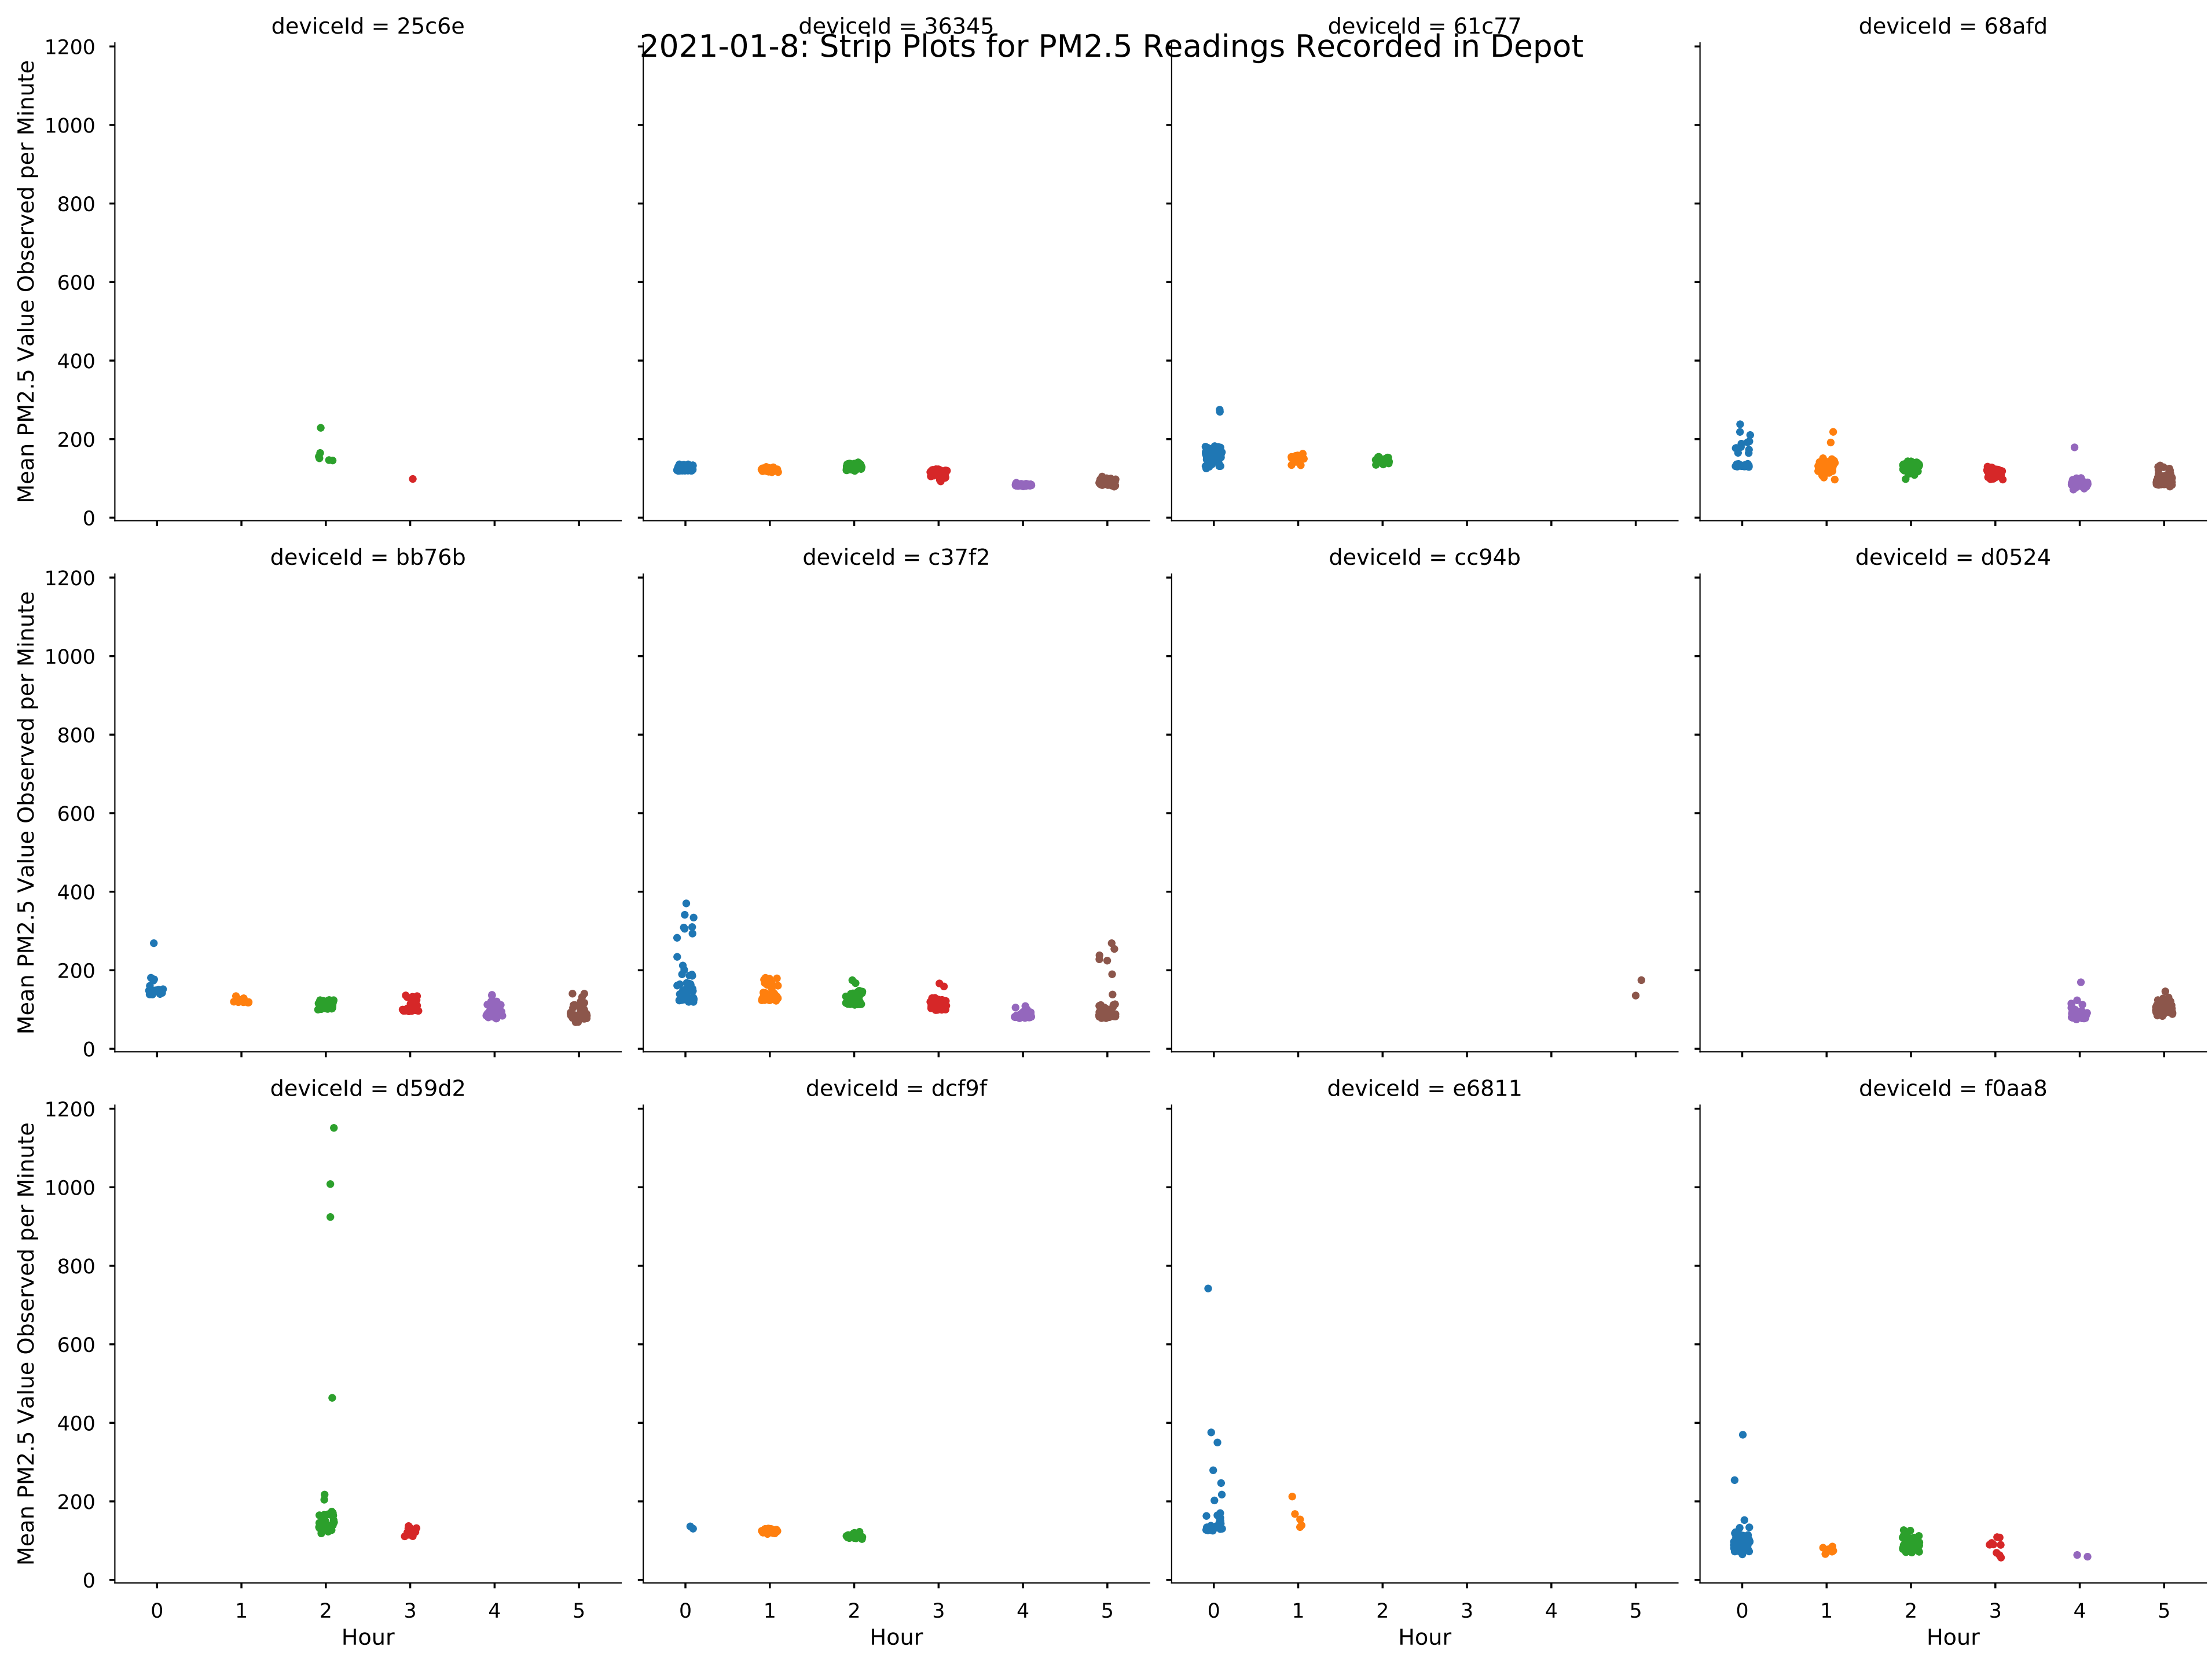 deviceId = 25c6e
deviceId = 36345
deviceId = 61c77
deviceId = 68afd
2021-01-8: Strip Plots for PM2.5 Readings Recorded in Depot
Mean PM2.5 Value Observed per Minute
1200
1000
800
600
400
200
0
deviceId = bb76b
deviceId = c37f2
deviceId = cc94b
deviceId = d0524
Mean PM2.5 Value Observed per Minute
1200
1000
800
600
400
200
0
deviceId = d59d2
deviceId = dcf9f
deviceId = e6811
deviceId = f0aa8
Mean PM2.5 Value Observed per Minute
1200
1000
800
600
400
200
0
0 1 2 3 4 5
0 1 2 3 4 5
0 1 2 3 4 5
0 1 2 3 4 5
Hour
Hour
Hour
Hour